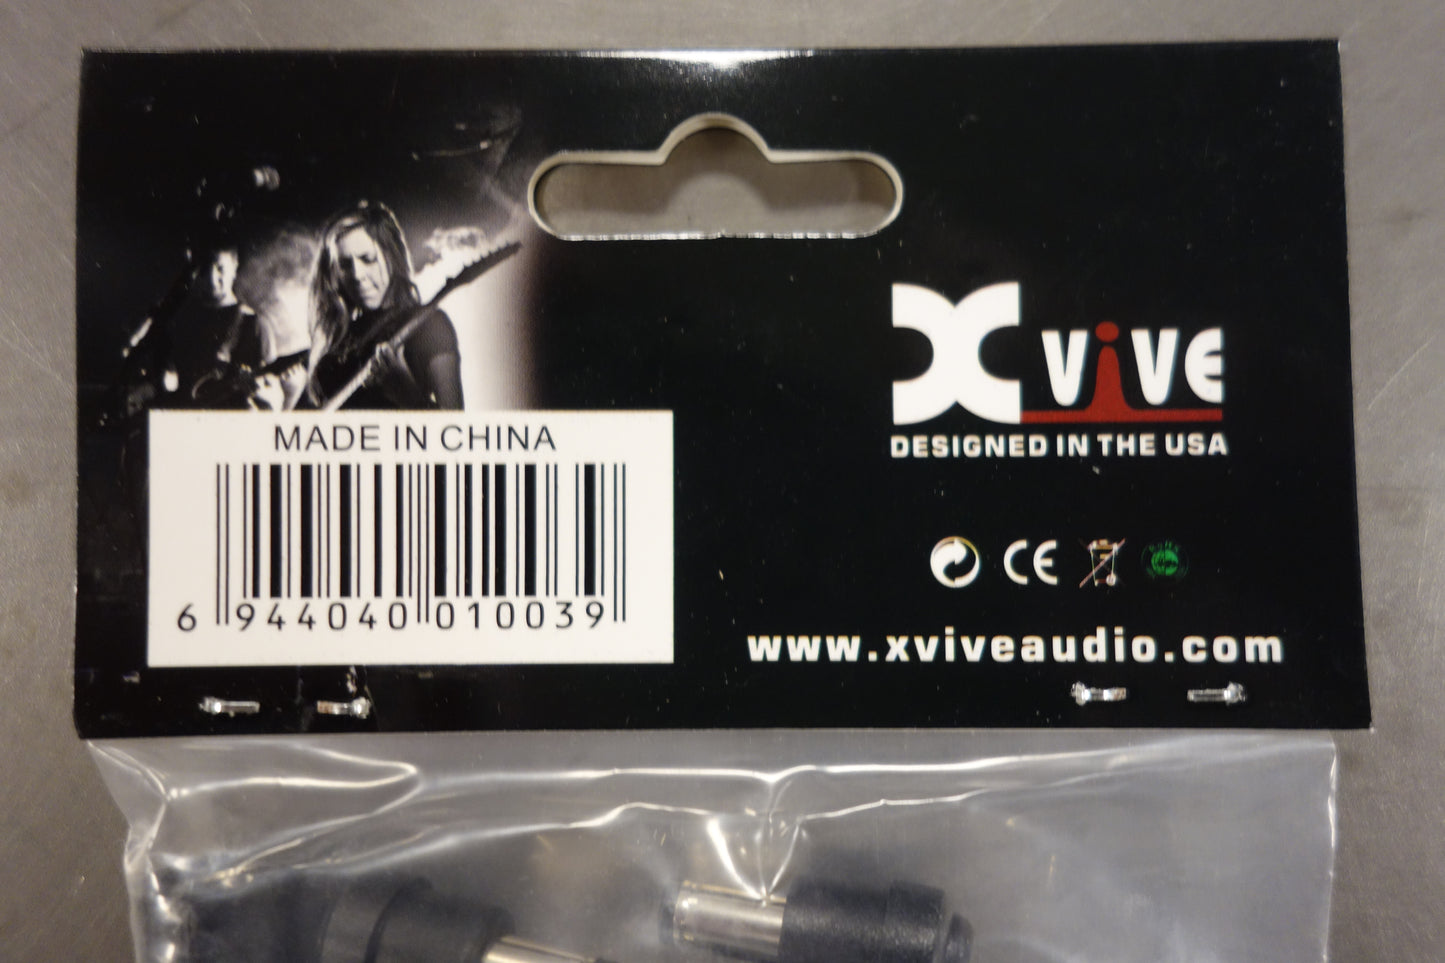 MADE IN CHINA
6 944040 010039
XVIVE
DESIGNED IN THE USA
CE
www.xviveaudio.com